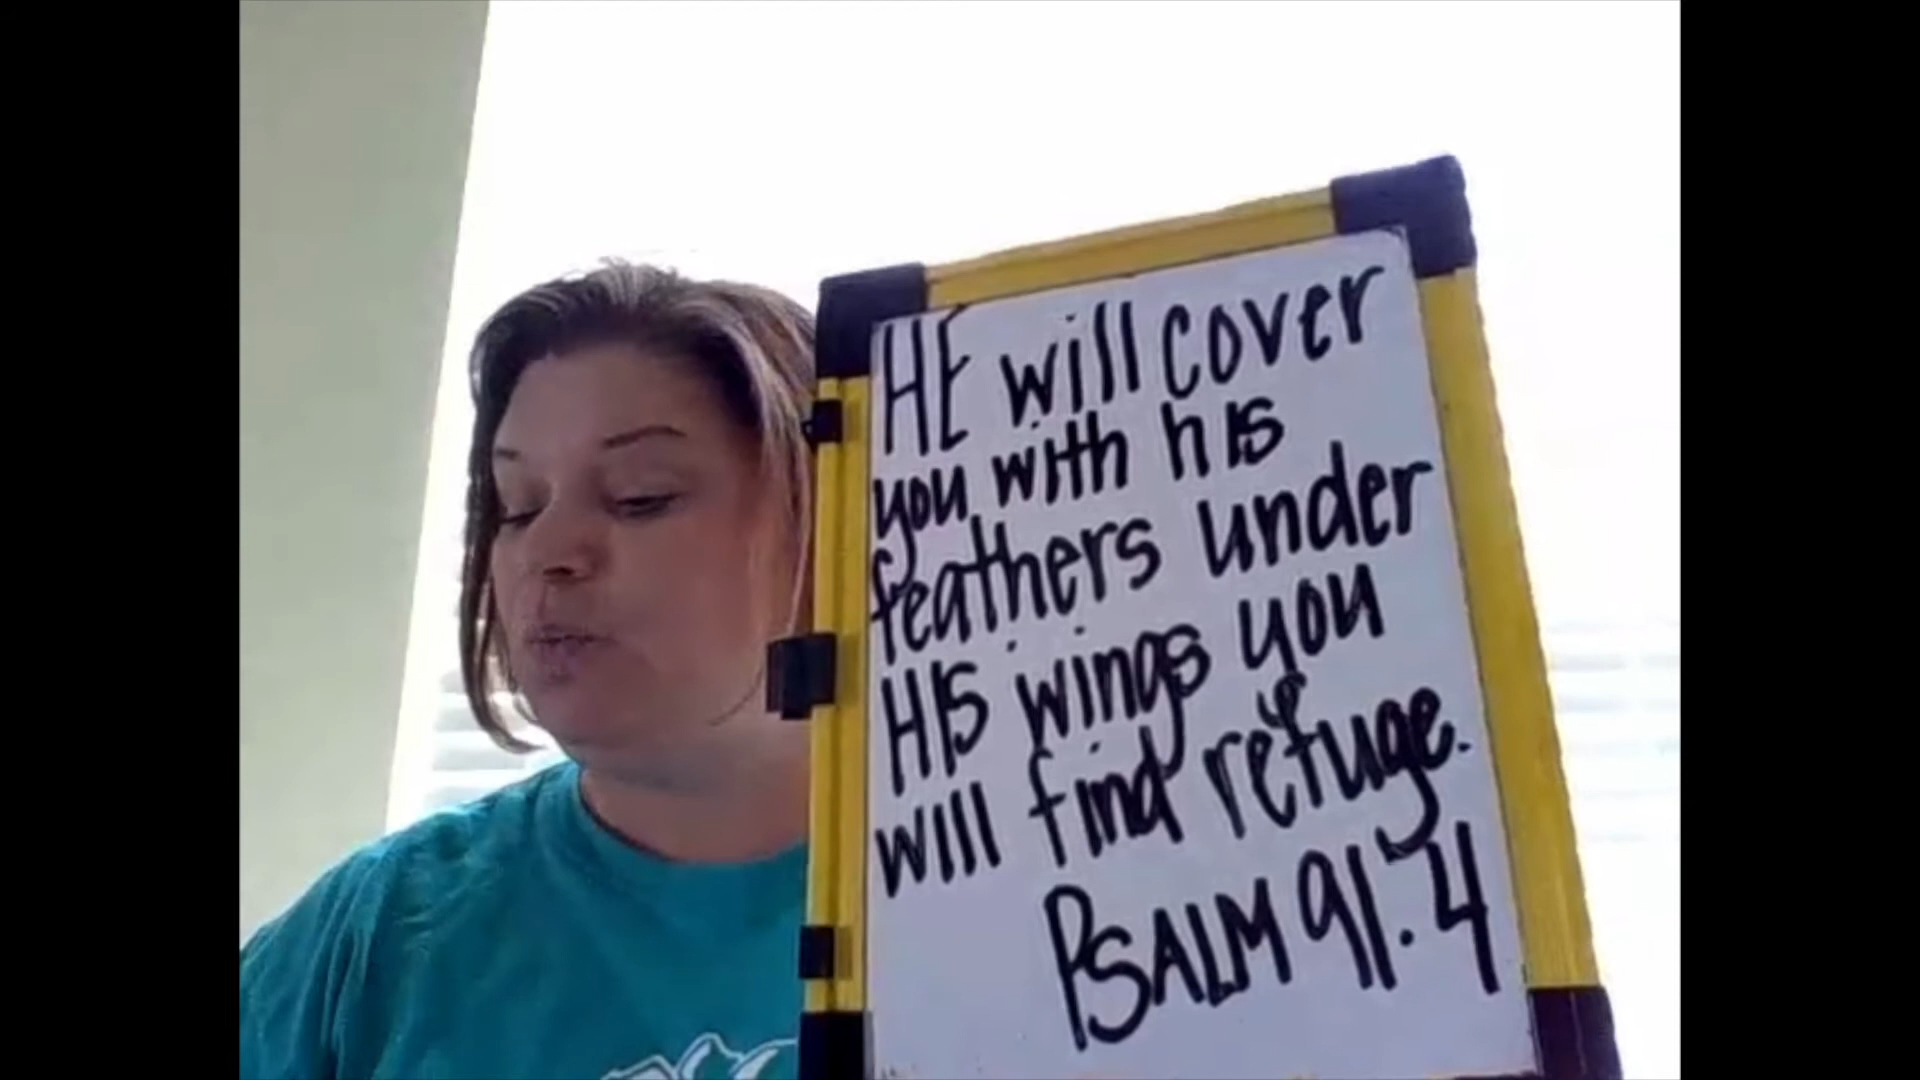 HE will cover
you with his
feathers under
HIS wings you
will find refuge.
PSALM 91:4